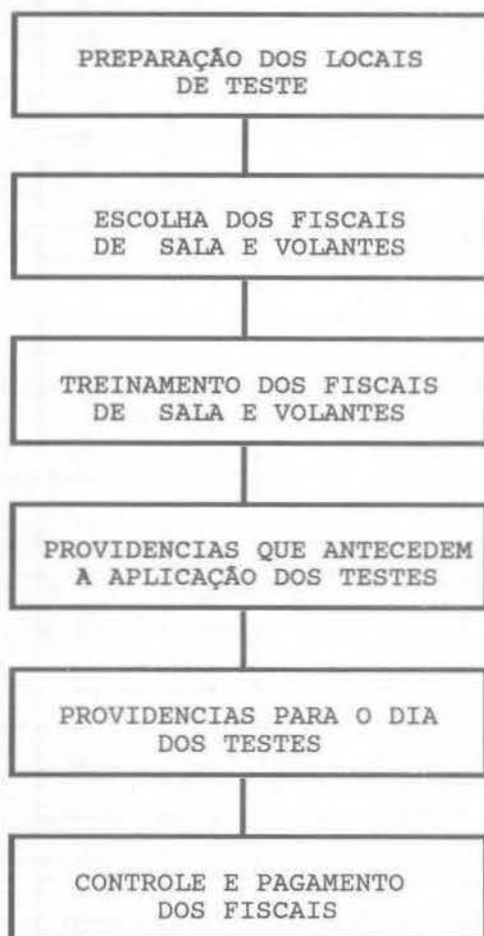 PREPARAÇÃO DOS LOCAIS
DE TESTE
ESCOLHA DOS FISCAIS
DE SALA E VOLANTES
TREINAMENTO DOS FISCAIS
DE SALA E VOLANTES
PROVIDENCIAS QUE ANTECEDEM
A APLICAÇÃO DOS TESTES
PROVIDENCIAS PARA O DIA
DOS TESTES
CONTROLE E PAGAMENTO
DOS FISCAIS